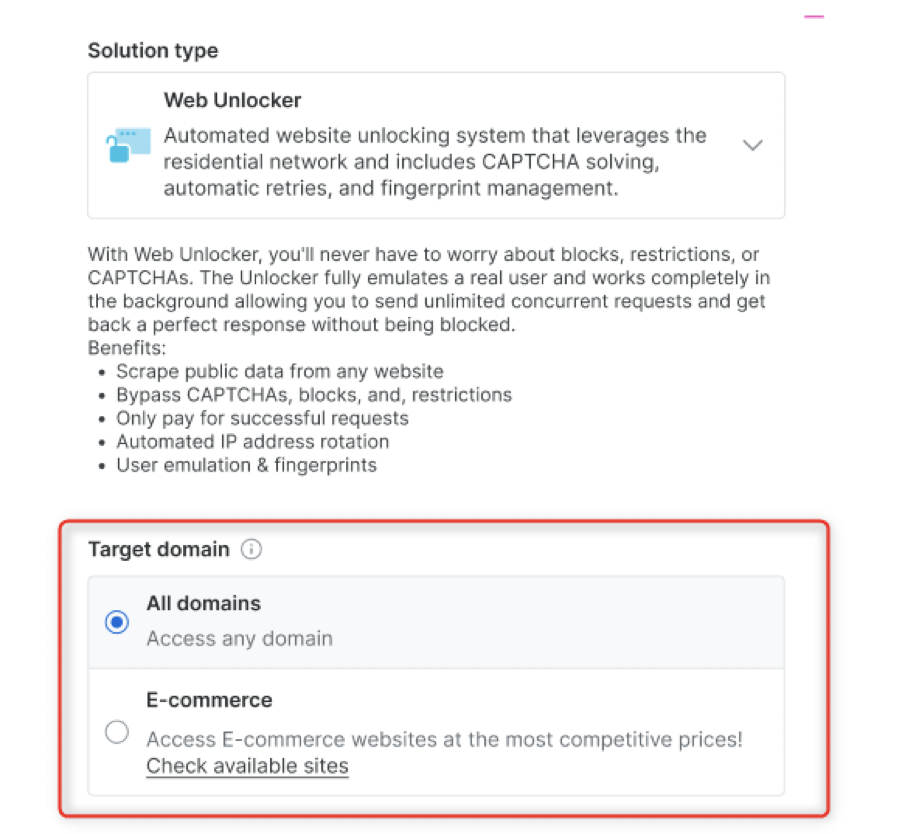 Solution type
Web Unlocker
Automated website unlocking system that leverages the
residential network and includes CAPTCHA solving,
automatic retries, and fingerprint management.
With Web Unlocker, you'll never have to worry about blocks, restrictions, or
CAPTCHAs. The Unlocker fully emulates a real user and works completely in
the background allowing you to send unlimited concurrent requests and get
back a perfect response without being blocked.
Benefits:
• Scrape public data from any website
• Bypass CAPTCHAs, blocks, and, restrictions
• Only pay for successful requests
• Automated IP address rotation
• User emulation & fingerprints
Target domain
All domains
Access any domain
E-commerce
Access E-commerce websites at the most competitive prices!
Check available sites